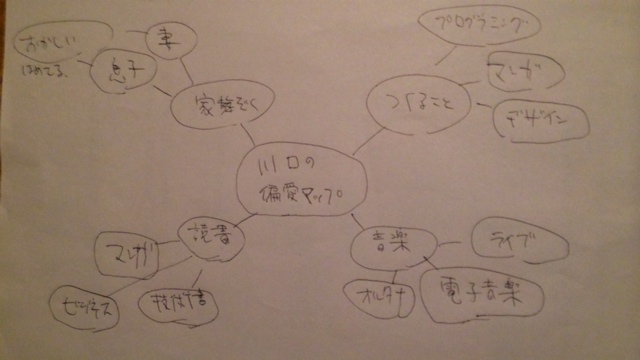 プログラミング
おかしい
妻
マンガ
息子
はめてる、
家族ぞく
つくること
デザイン
川口の
偏愛マップ
読書
音楽
ライブ
マンガ
電子音楽
オルタナ
ビジネス
技術書